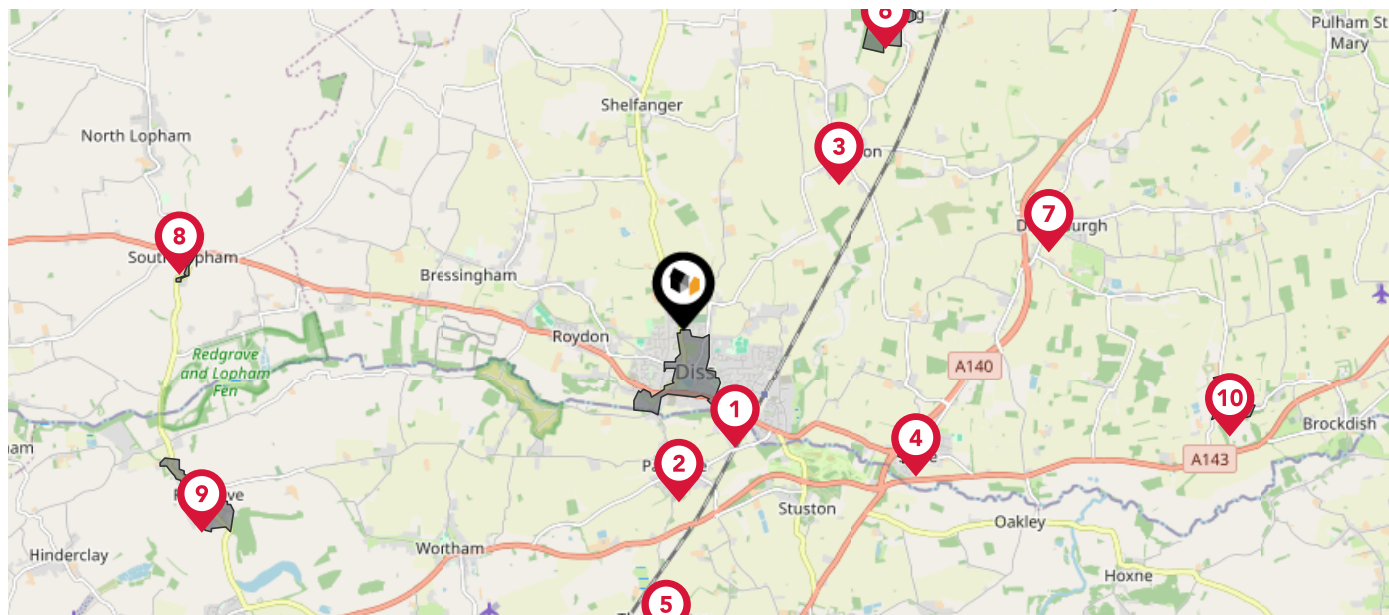 6
Pulham St
Mary
Shelfanger
North Lopham
3
7
8
Bressingham
Roydon
Redgrave
and Lopham
Fen
A140
Diss
1
10
4
Brockdish
2
A143
9
Stuston
Oakley
Wortham
Hinderclay
Hoxne
5